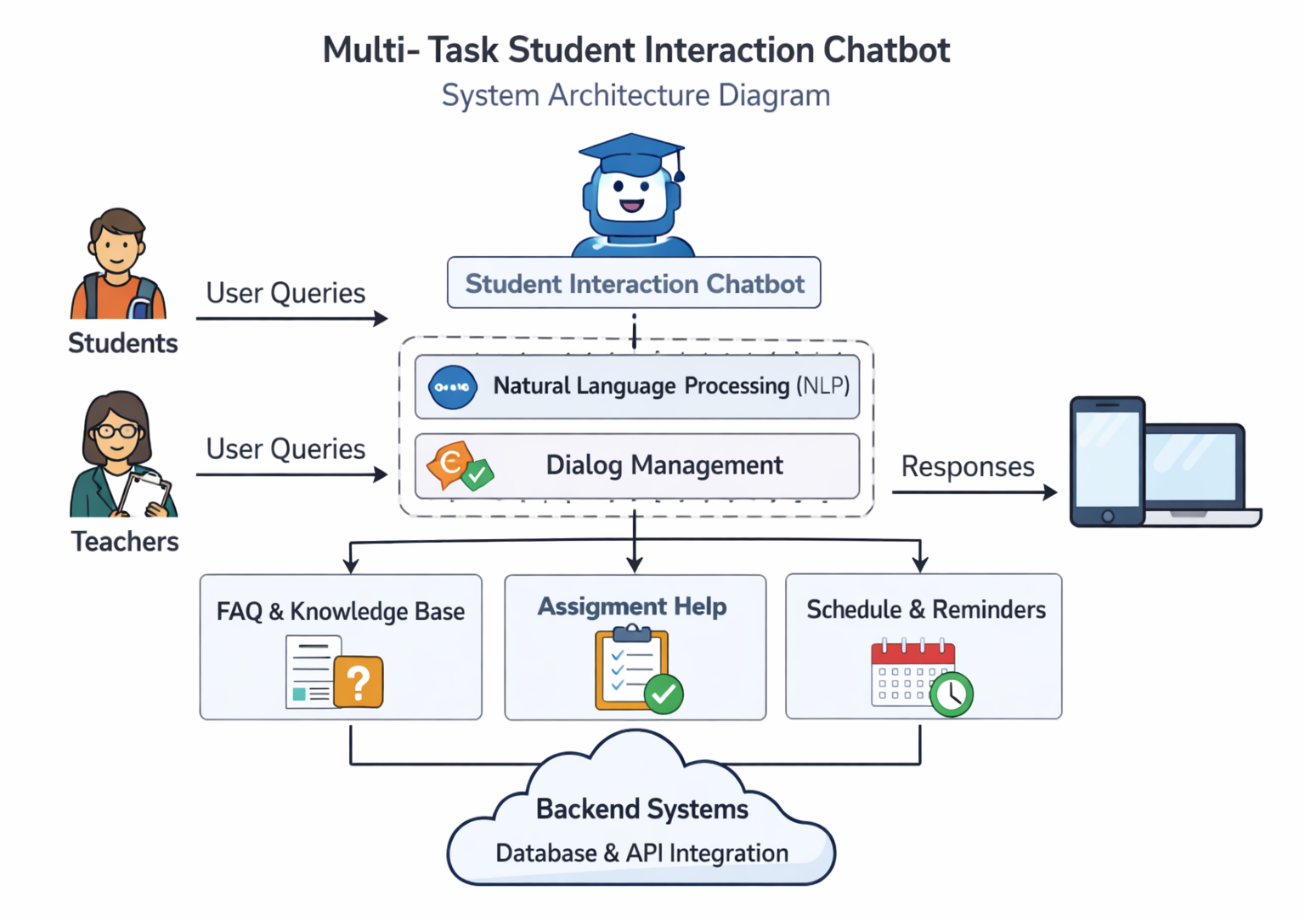 Multi- Task Student Interaction Chatbot
System Architecture Diagram
Student Interaction Chatbot
User Queries
Students
Natural Language Processing (NLP)
User Queries
Dialog Management
Teachers
Responses
FAQ & Knowledge Base
Assigment Help
Schedule & Reminders
?
Backend Systems
Database & API Integration